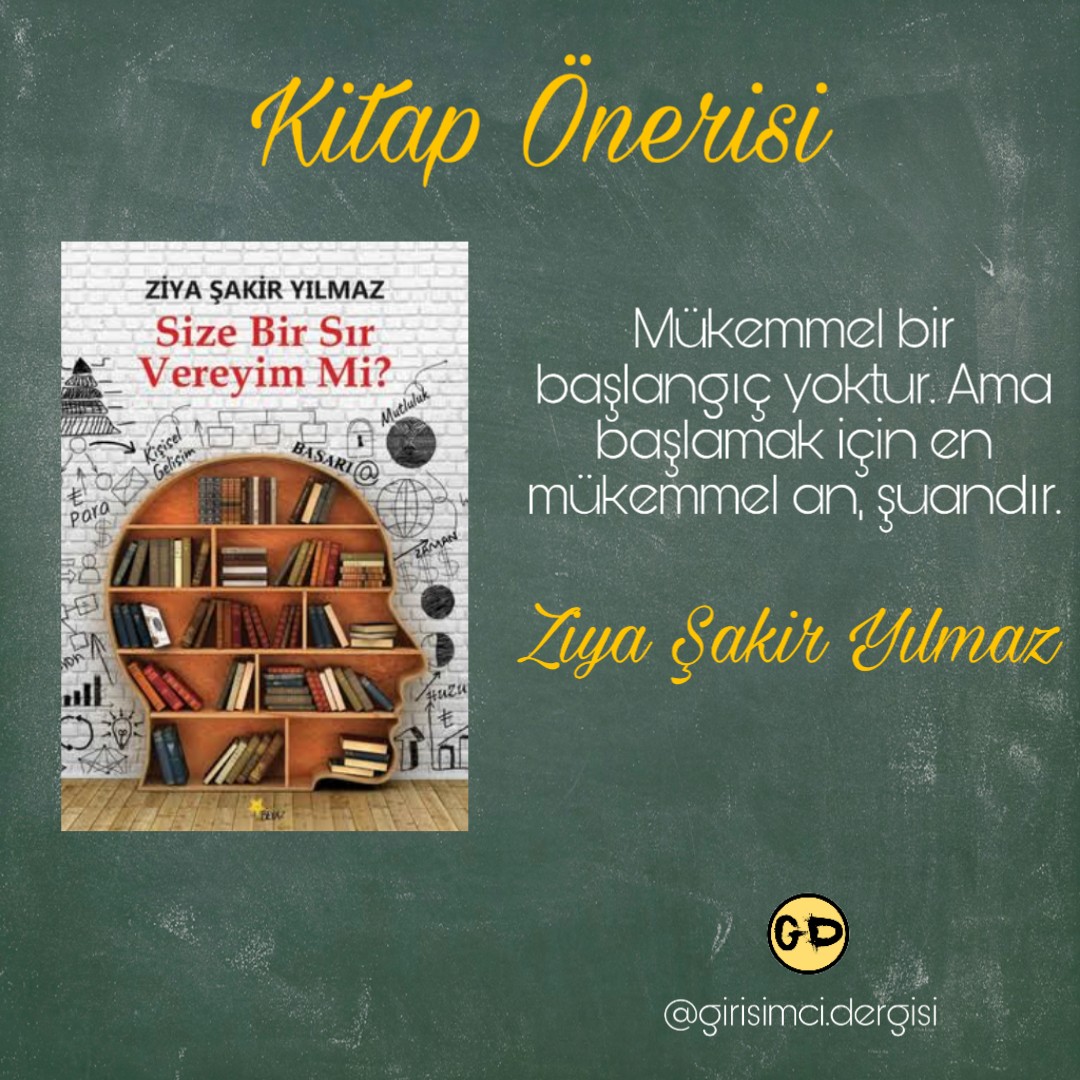 Kitap Önerisi
ZİYA ŞAKİR YILMAZ
Size Bir Sır
Vereyim Mi?
Mutluluk
Kişisel
Gelişim
BAŞARI@
₺
Para
ZAMAN
₺
Mükemmel bir
başlangıç yoktur. Ama
başlamak için en
mükemmel an, şuandır.
Ziya Şakir Yılmaz
GD
@girisimci.dergisi